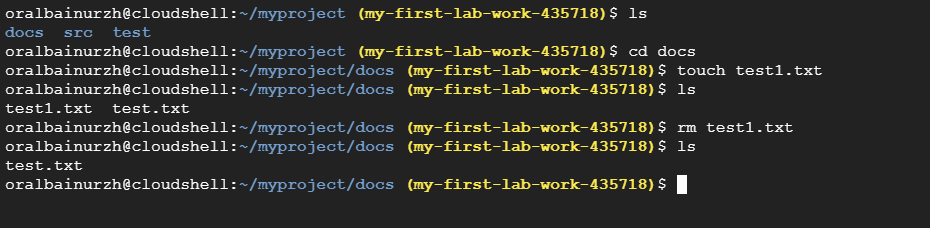 oralbainurzh@cloudshell:~/myproject (my-first-lab-work-435718)$ ls
docs  src  test
oralbainurzh@cloudshell:~/myproject (my-first-lab-work-435718)$ cd docs
oralbainurzh@cloudshell:~/myproject/docs (my-first-lab-work-435718)$ touch test1.txt
oralbainurzh@cloudshell:~/myproject/docs (my-first-lab-work-435718)$ ls
test1.txt  test.txt
oralbainurzh@cloudshell:~/myproject/docs (my-first-lab-work-435718)$ rm test1.txt
oralbainurzh@cloudshell:~/myproject/docs (my-first-lab-work-435718)$ ls
test.txt
oralbainurzh@cloudshell:~/myproject/docs (my-first-lab-work-435718)$